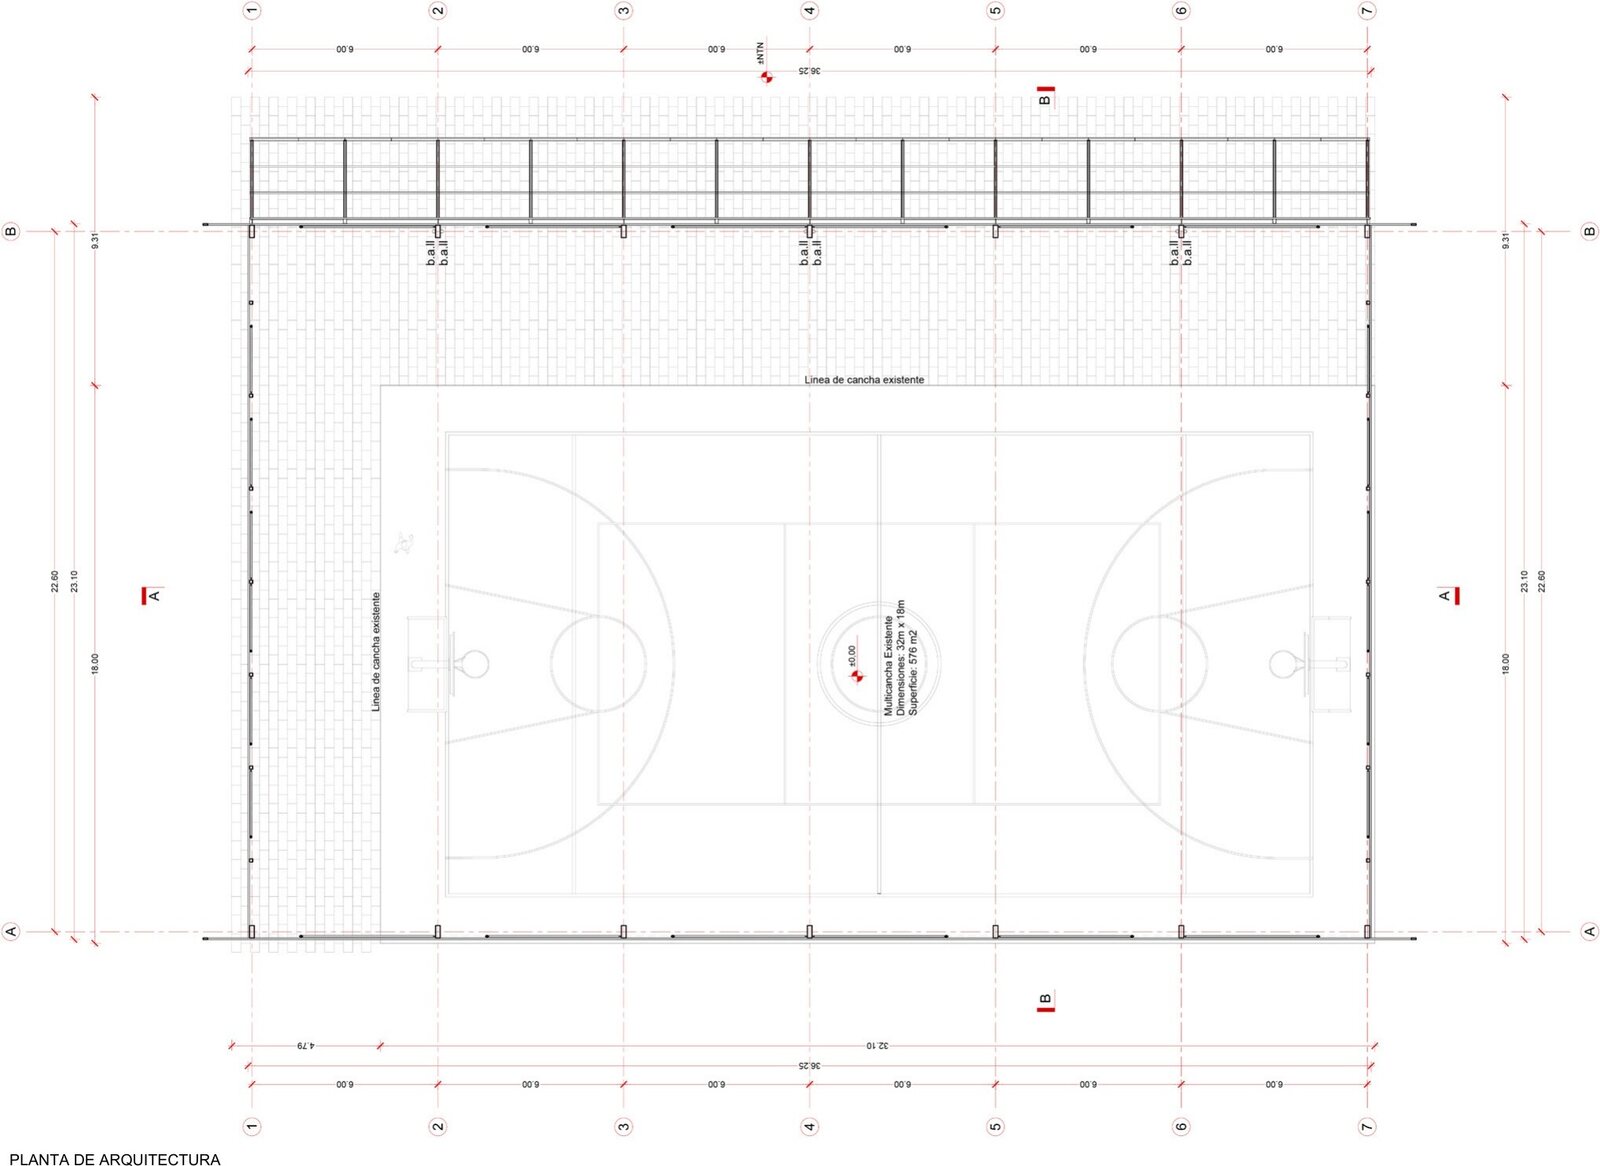 1 2 3 4 5 6 7
6.00 6.00 6.00 6.00 6.00 6.00
±NTN
36.25
B
B B
9.31 9.31
b.a.ll b.a.ll b.a.ll
b.a.ll b.a.ll b.a.ll
Linea de cancha existente
22.60 23.10 23.10 22.60
A A
Linea de cancha existente
±0.00
Multicancha Existente
Dimensiones: 32m x 18m
Superficie: 576 m2
18.00 18.00
A A
B
4.79 32.10
36.25
6.00 6.00 6.00 6.00 6.00 6.00
1 2 3 4 5 6 7
PLANTA DE ARQUITECTURA